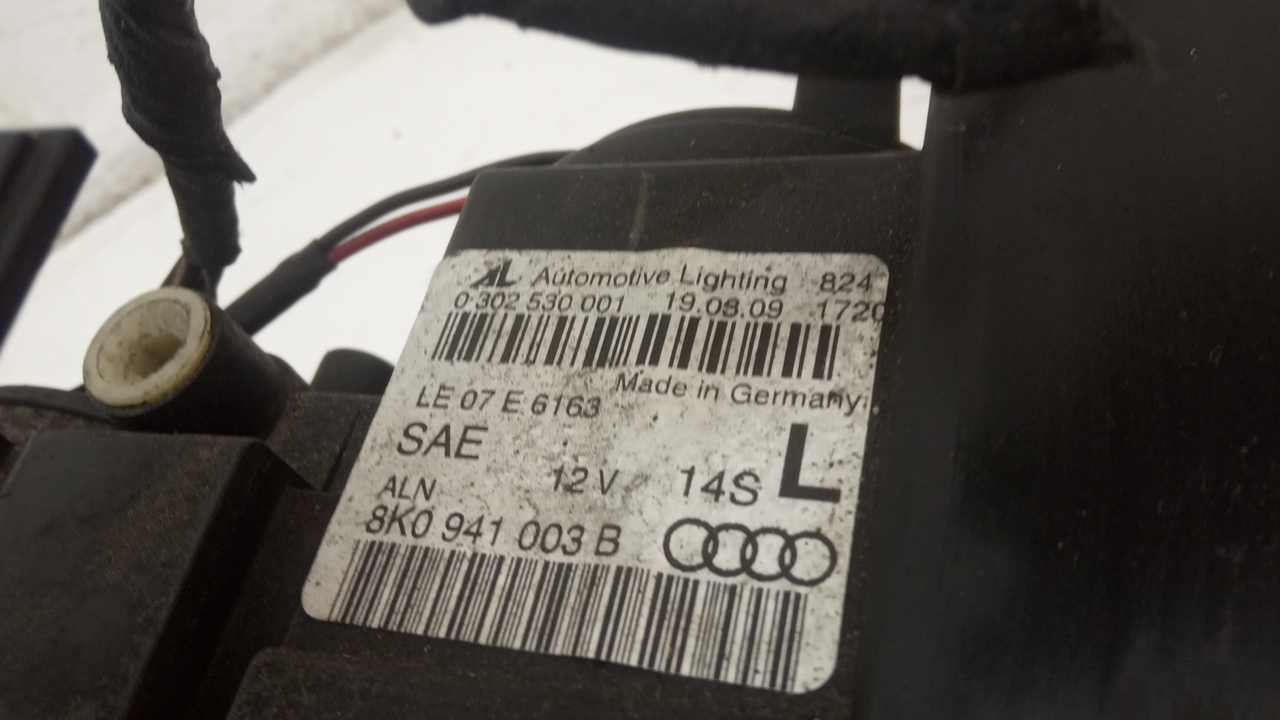 AL Automotive Lighting 824
0 302 530 001 19.08.09 1720
Made in Germany
LE 07 E 6163
SAE
12 V 14S L
ALN
8K0 941 003 B